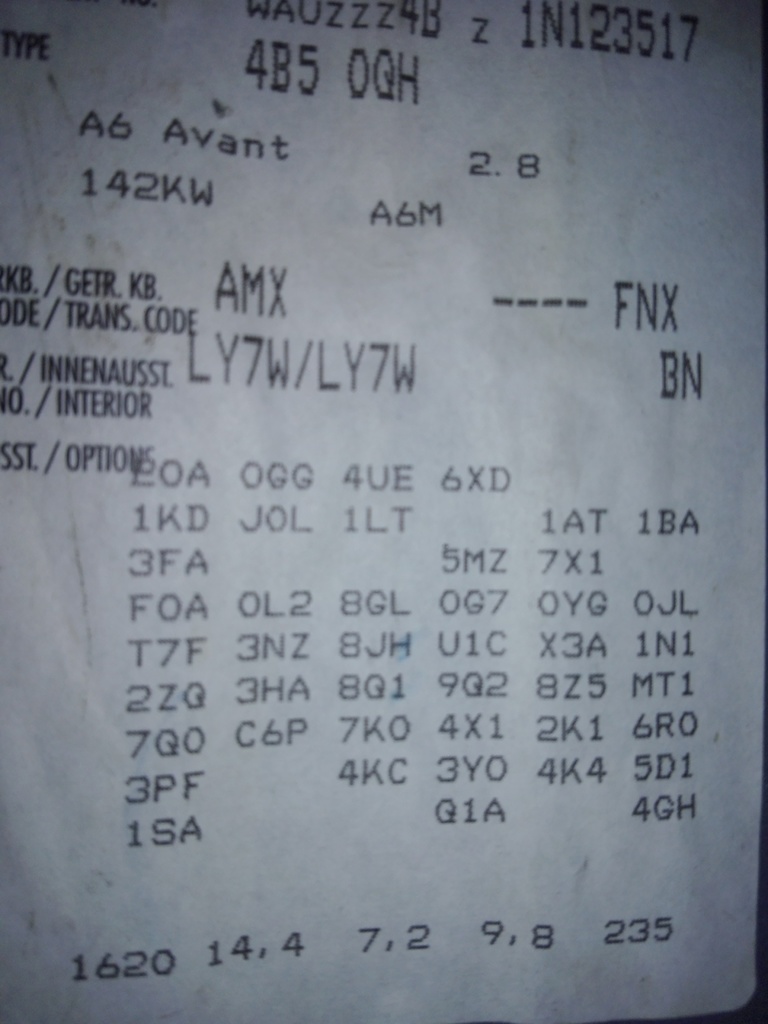 WAUZZZ4B Z 1N123517
TYPE 4B5 0QH
A6 Avant 2.8
142KW A6M
KB./GETR. KB. AMX ---- FNX
ODE/TRANS. CODE
R./INNENAUSST. LY7W/LY7W BN
NO./INTERIOR
SST./OPTIONS
E0A 0GG 4UE 6XD
1KD J0L 1LT 1AT 1BA
3FA 5MZ 7X1
F0A 0L2 8GL 0G7 0YG 0JL
T7F 3NZ 8JH U1C X3A 1N1
2ZQ 3HA 8Q1 9Q2 8Z5 MT1
7Q0 C6P 7K0 4X1 2K1 6R0
3PF 4KC 3Y0 4K4 5D1
1SA Q1A 4GH
1620 14,4 7,2 9,8 235